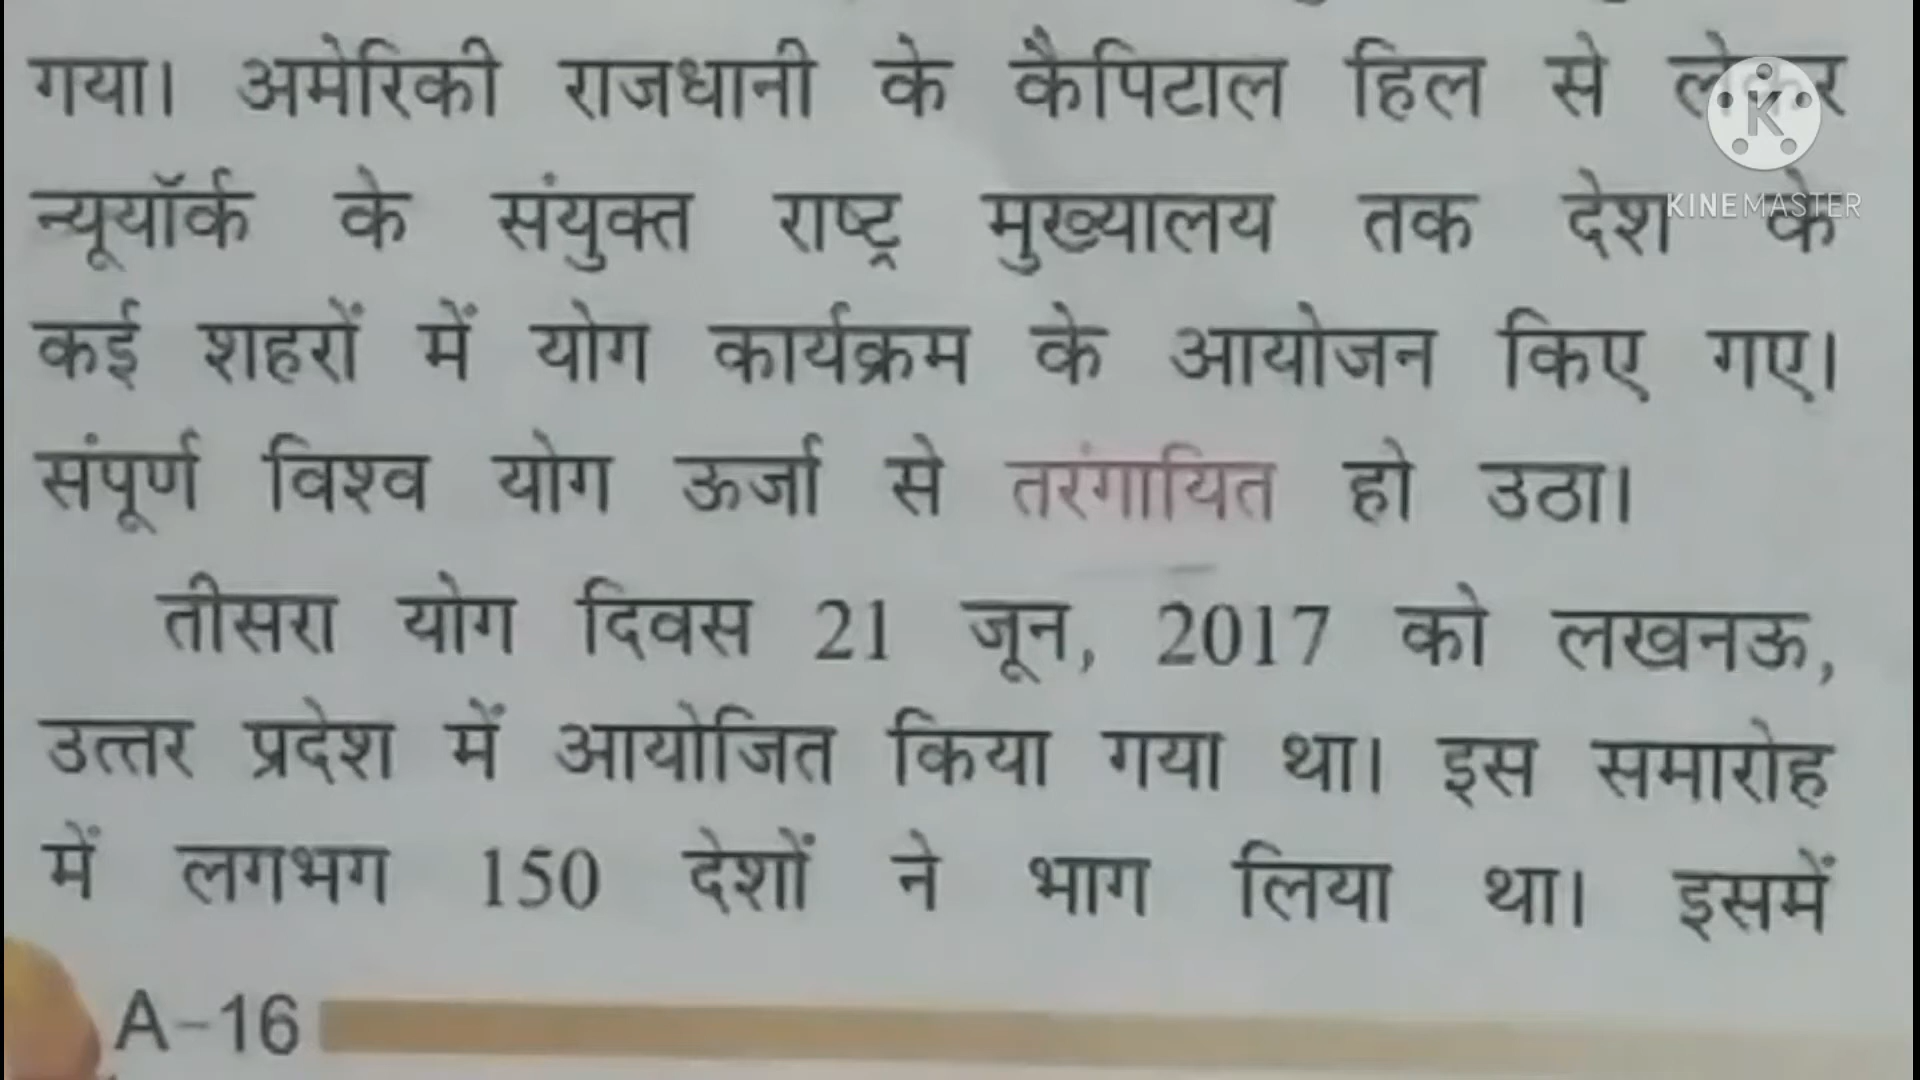 गया। अमेरिकी राजधानी के कैपिटाल हिल से लेकर
न्यूयॉर्क के संयुक्त राष्ट्र मुख्यालय तक देश के
कई शहरों में योग कार्यक्रम के आयोजन किए गए।
संपूर्ण विश्व योग ऊर्जा से तरंगायित हो उठा।
तीसरा योग दिवस 21 जून, 2017 को लखनऊ,
उत्तर प्रदेश में आयोजित किया गया था। इस समारोह
में लगभग 150 देशों ने भाग लिया था। इसमें
A-16
K
KINEMASTER